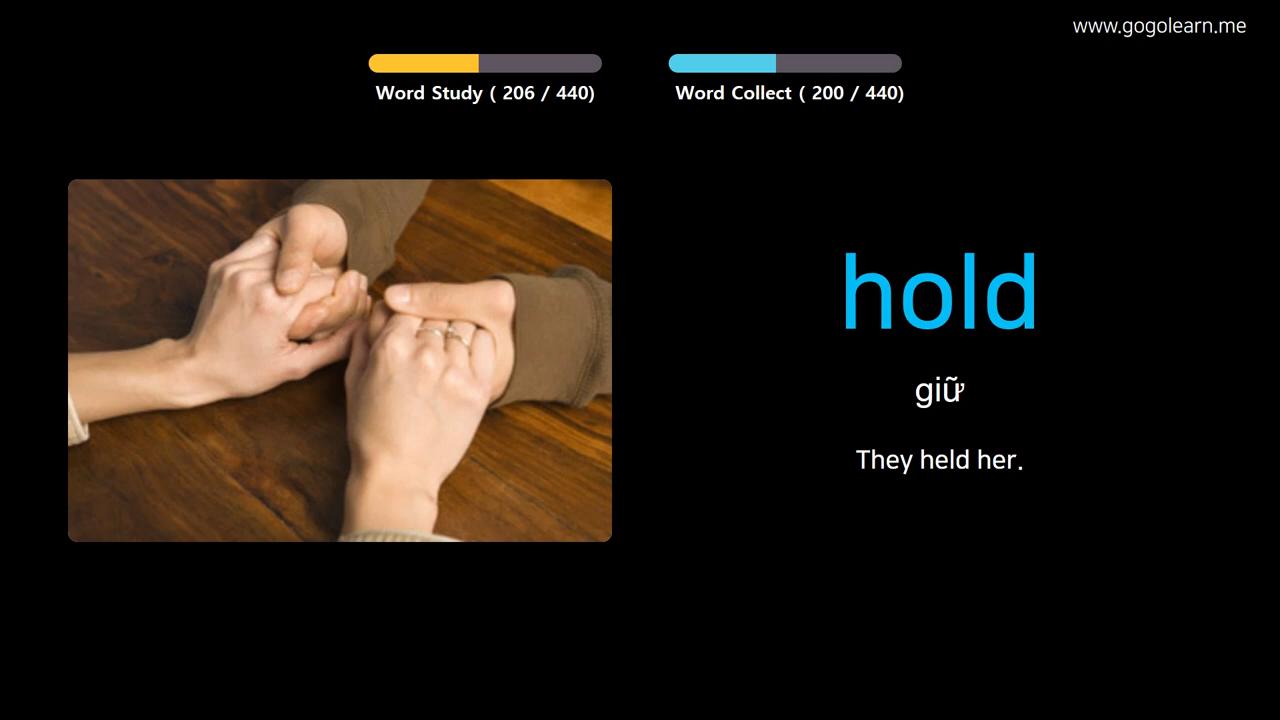 www.gogolearn.me
Word Study ( 206 / 440)
Word Collect ( 200 / 440)
hold
giữ
They held her.